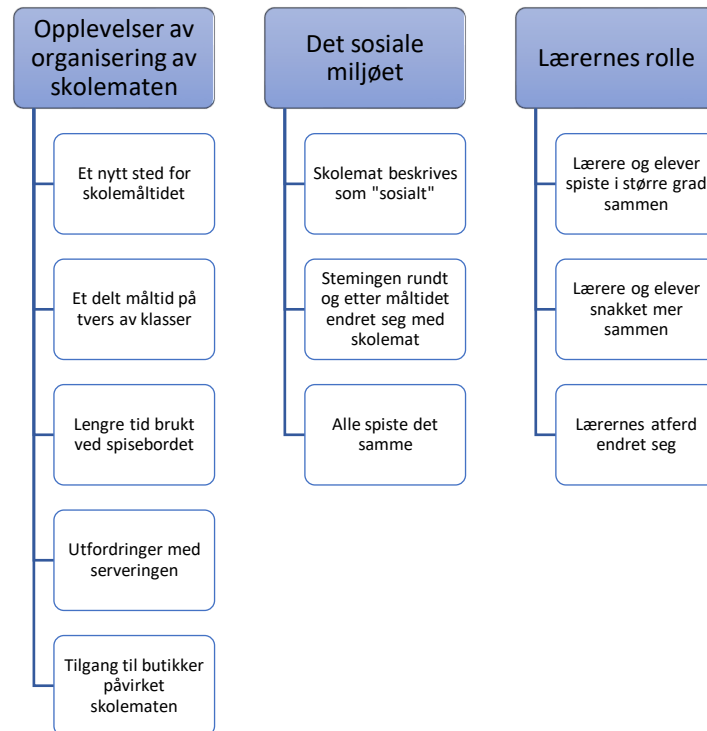 Opplevelser av
organisering av
skolematen
Et nytt sted for
skolemåltidet
Et delt måltid på
tvers av klasser
Lengre tid brukt
ved spisebordet
Utfordringer med
serveringen
Tilgang til butikker
påvirket
skolematen
Det sosiale
miljøet
Skolemat beskrives
som "sosialt"
Stemingen rundt
og etter måltidet
endret seg med
skolemat
Alle spiste det
samme
Lærernes rolle
Lærere og elever
spiste i større grad
sammen
Lærere og elever
snakket mer
sammen
Lærernes atferd
endret seg